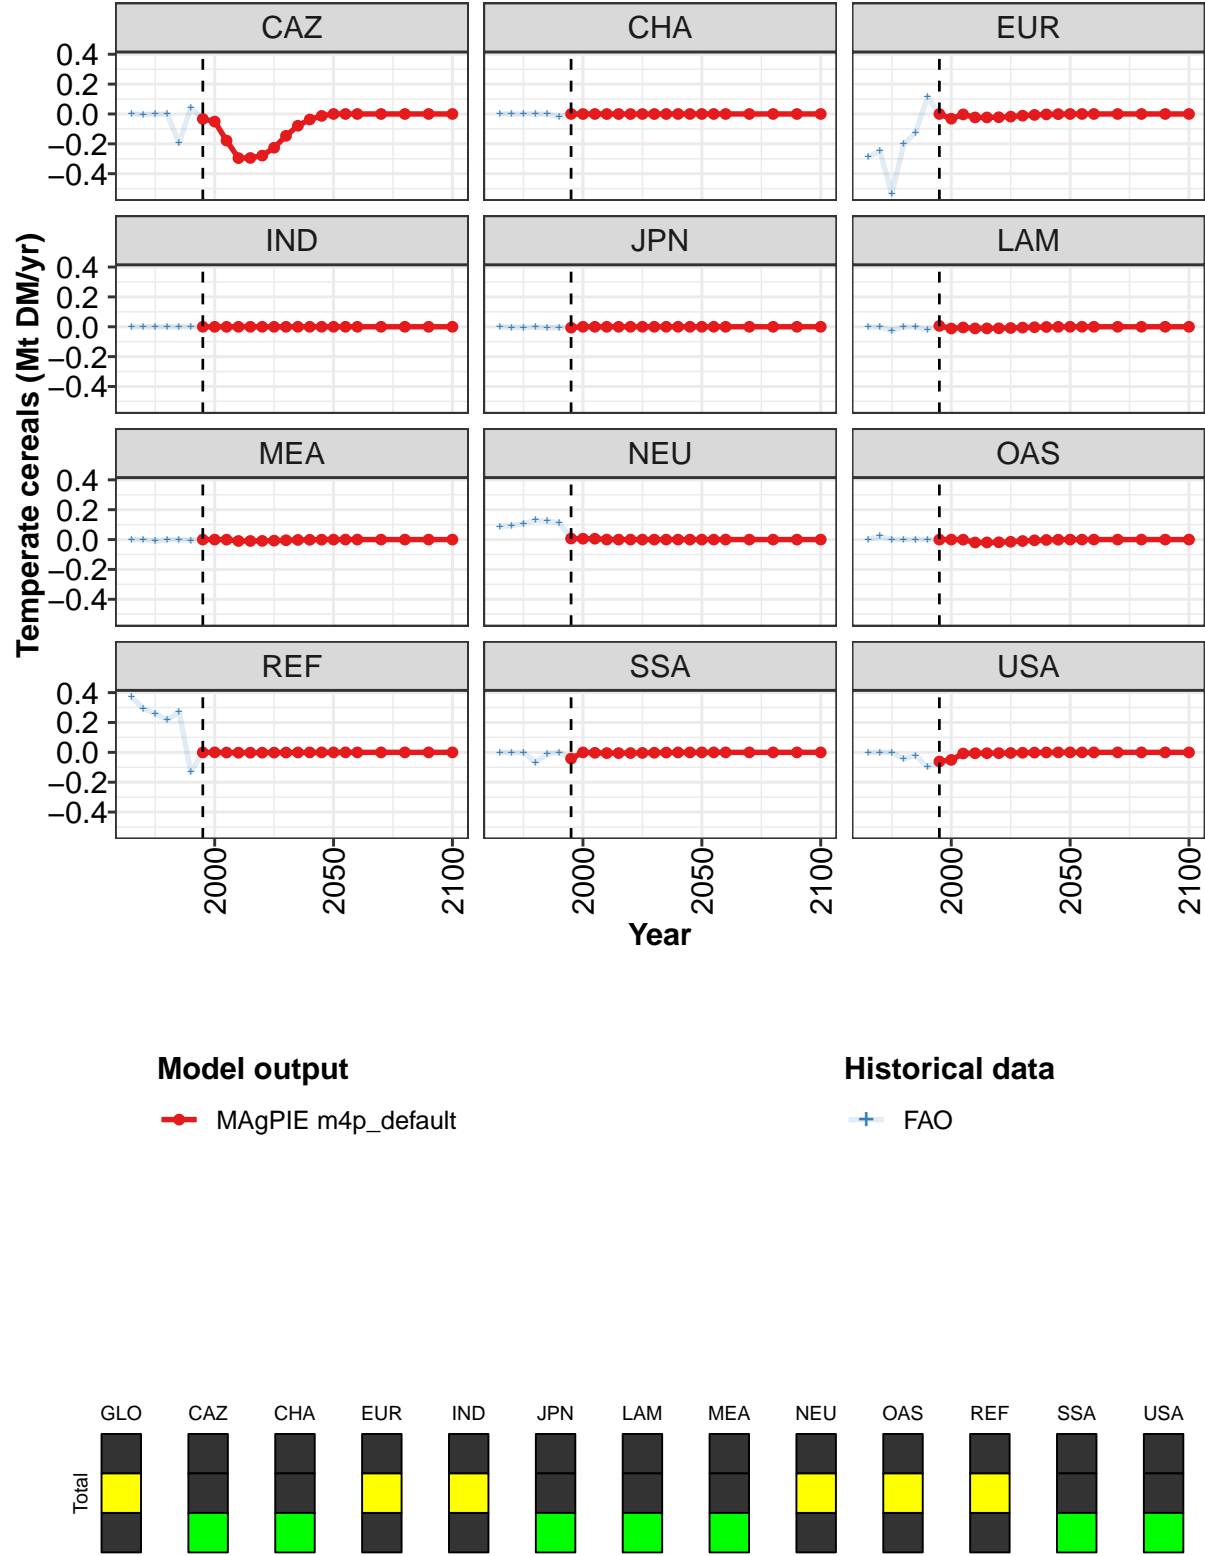 CAZ CHA EUR
0.4
0.2
0.0
−0.2
−0.4
IND JPN LAM
0.4
0.2
0.0
−0.2
−0.4
MEA NEU OAS
0.4
0.2
0.0
−0.2
−0.4
REF SSA USA
0.4
0.2
0.0
−0.2
−0.4
Temperate cereals (Mt DM/yr)
2000 2050 2100 2000 2050 2100 2000 2050 2100
Year
Model output
MAgPIE m4p_default
Historical data
FAO
GLO CAZ CHA EUR IND JPN LAM MEA NEU OAS REF SSA USA
Total